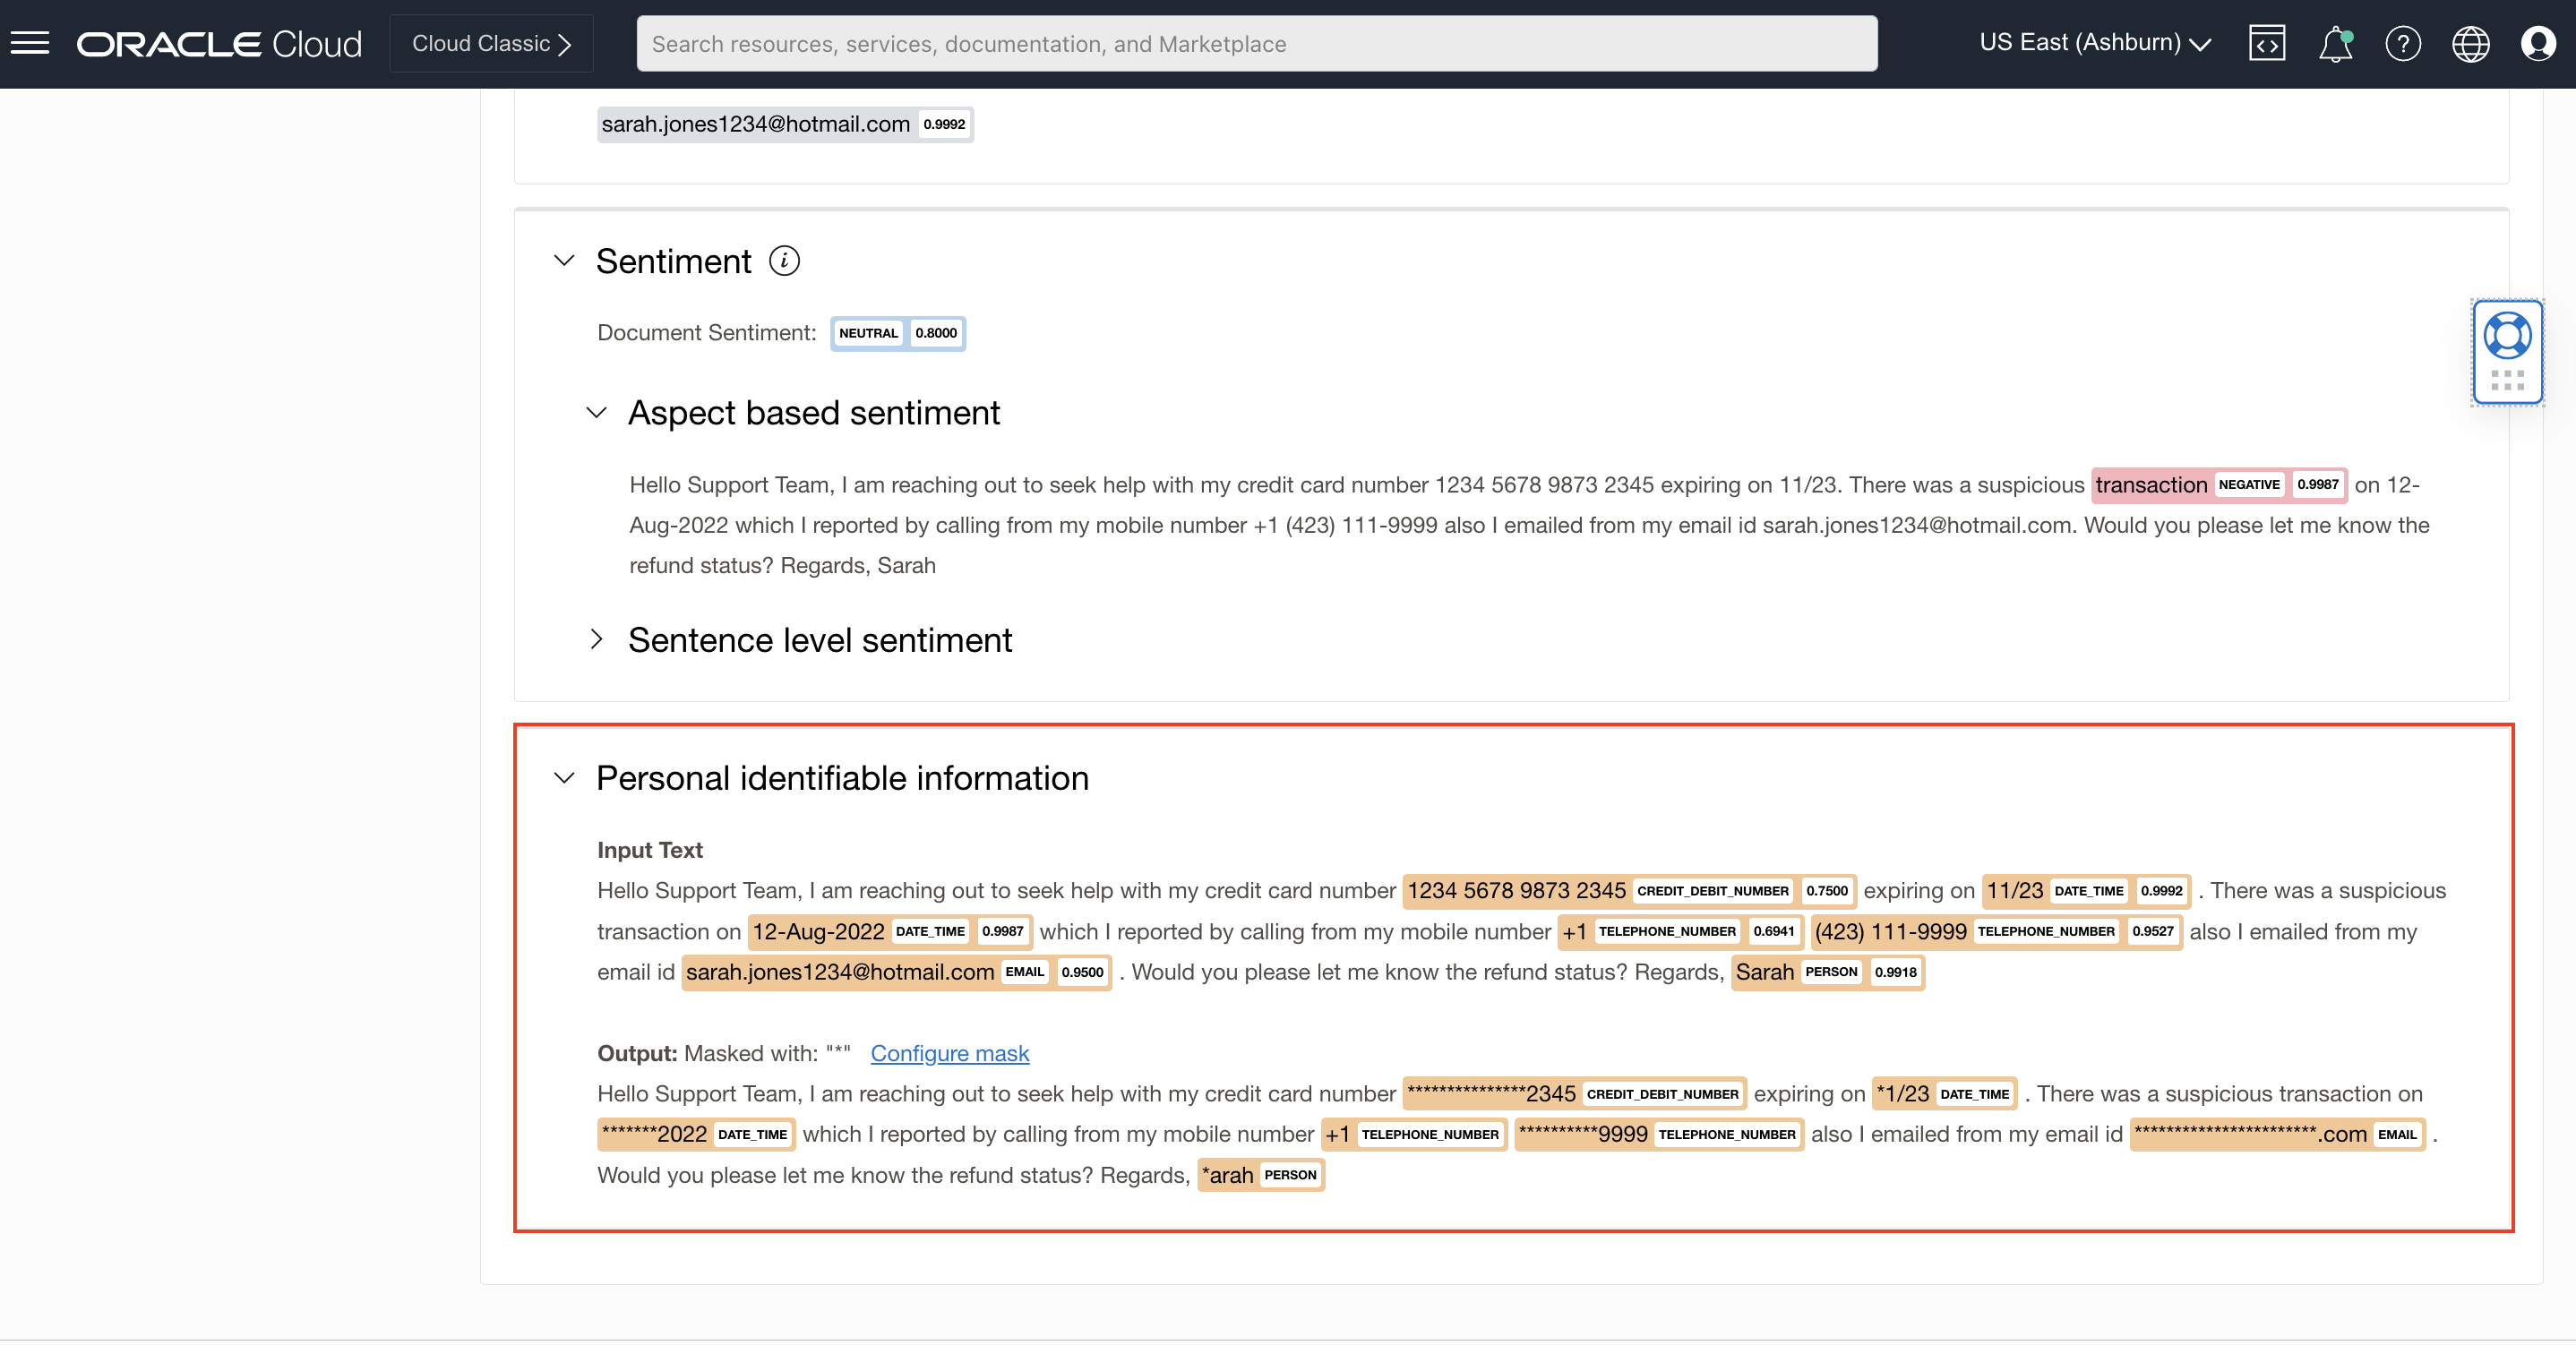 ORACLE Cloud Cloud Classic Search resources, services, documentation, and Marketplace US East (Ashburn)
sarah.jones1234@hotmail.com 0.9992
Sentiment i
Document Sentiment: NEUTRAL 0.8000
Aspect based sentiment
Hello Support Team, I am reaching out to seek help with my credit card number 1234 5678 9873 2345 expiring on 11/23. There was a suspicious transaction NEGATIVE 0.9987 on 12-
Aug-2022 which I reported by calling from my mobile number +1 (423) 111-9999 also I emailed from my email id sarah.jones1234@hotmail.com. Would you please let me know the
refund status? Regards, Sarah
Sentence level sentiment
Personal identifiable information
Input Text
Hello Support Team, I am reaching out to seek help with my credit card number 1234 5678 9873 2345 CREDIT_DEBIT_NUMBER 0.7500 expiring on 11/23 DATE_TIME 0.9992 . There was a suspicious
transaction on 12-Aug-2022 DATE_TIME 0.9987 which I reported by calling from my mobile number +1 TELEPHONE_NUMBER 0.6941 (423) 111-9999 TELEPHONE_NUMBER 0.9527 also I emailed from my
email id sarah.jones1234@hotmail.com EMAIL 0.9500 . Would you please let me know the refund status? Regards, Sarah PERSON 0.9918
Output: Masked with: "*" Configure mask
Hello Support Team, I am reaching out to seek help with my credit card number ***************2345 CREDIT_DEBIT_NUMBER expiring on *1/23 DATE_TIME . There was a suspicious transaction on
*******2022 DATE_TIME which I reported by calling from my mobile number +1 TELEPHONE_NUMBER **********9999 TELEPHONE_NUMBER also I emailed from my email id ***********************.com EMAIL .
Would you please let me know the refund status? Regards, *arah PERSON